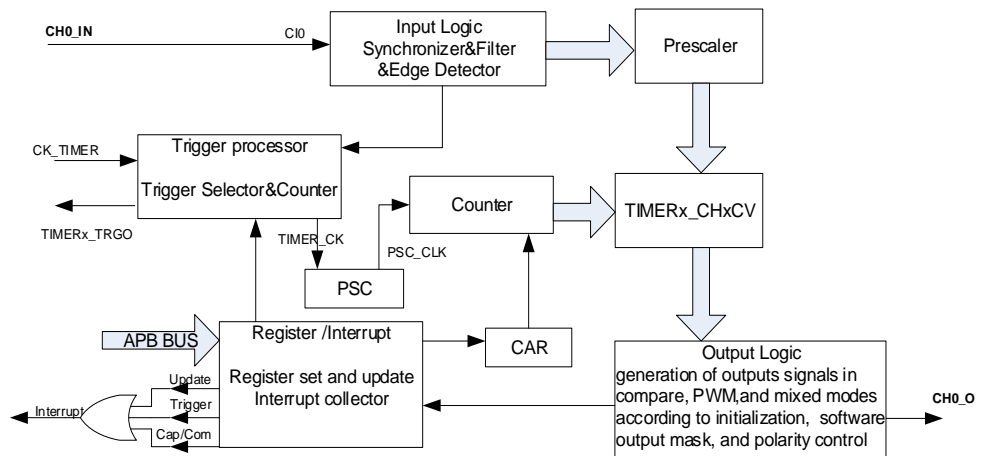 CH0_IN
CI0
Input Logic
Synchronizer&Filter
&Edge Detector
Prescaler
CK_TIMER
Trigger processor
Trigger Selector&Counter
TIMERx_TRGO
TIMER_CK
PSC_CLK
Counter
TIMERx_CHxCV
PSC
APB BUS
Register /Interrupt
Register set and update
Interrupt collector
CAR
Output Logic
generation of outputs signals in
compare, PWM,and mixed modes
according to initialization, software
output mask, and polarity control
CH0_O
Update
Trigger
Cap/Com
Interrupt